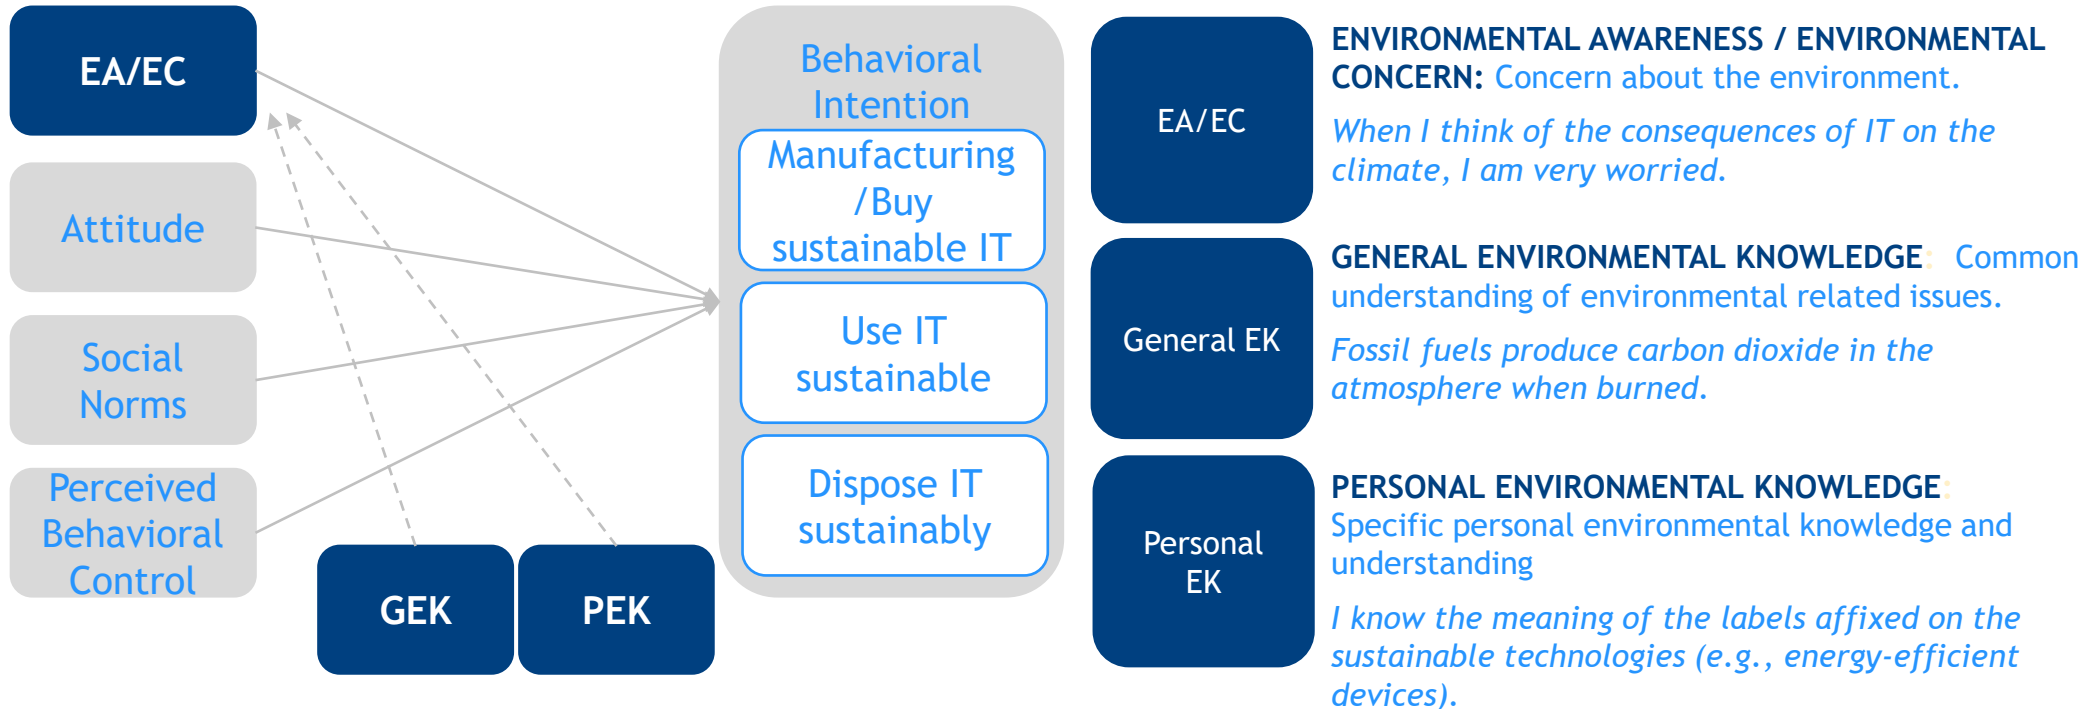 EA/EC
Attitude
Social
Norms
Perceived
Behavioral
Control
GEK
PEK
Behavioral
Intention
Manufacturing
/Buy
sustainable IT
Use IT
sustainable
Dispose IT
sustainably
EA/EC
ENVIRONMENTAL AWARENESS / ENVIRONMENTAL
CONCERN: Concern about the environment.
When I think of the consequences of IT on the
climate, I am very worried.
General EK
GENERAL ENVIRONMENTAL KNOWLEDGE: Common
understanding of environmental related issues.
Fossil fuels produce carbon dioxide in the
atmosphere when burned.
Personal
EK
PERSONAL ENVIRONMENTAL KNOWLEDGE:
Specific personal environmental knowledge and
understanding
I know the meaning of the labels affixed on the
sustainable technologies (e.g., energy-efficient
devices).